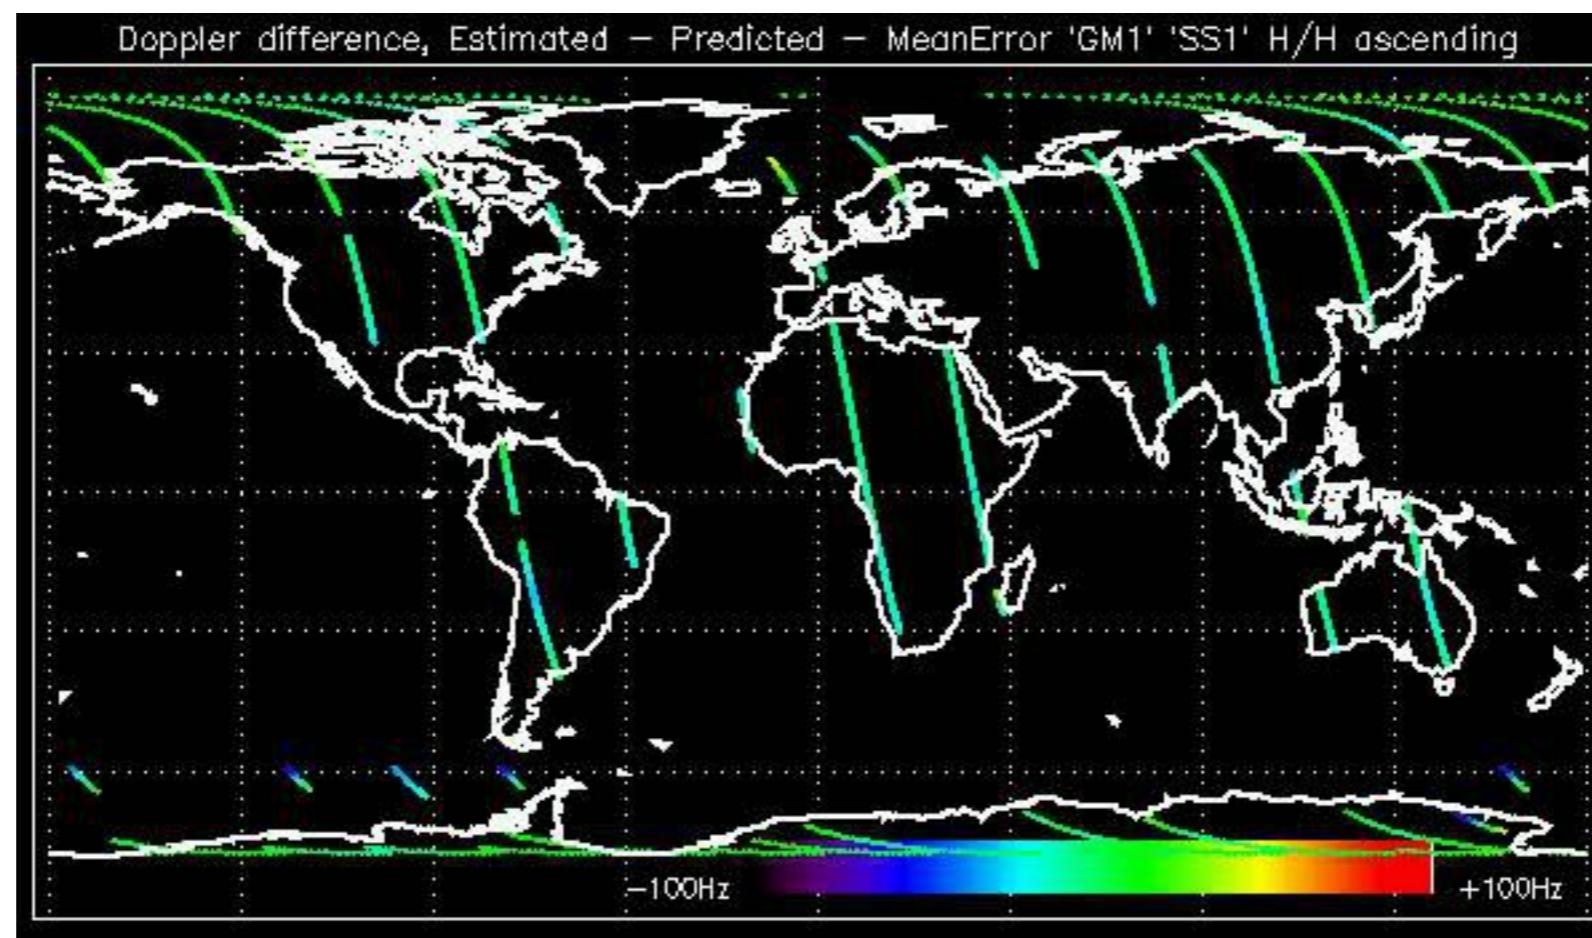 Doppler difference, Estimated — Predicted — MeanError 'GM1' 'SS1' H/H ascending
—100Hz
+100Hz